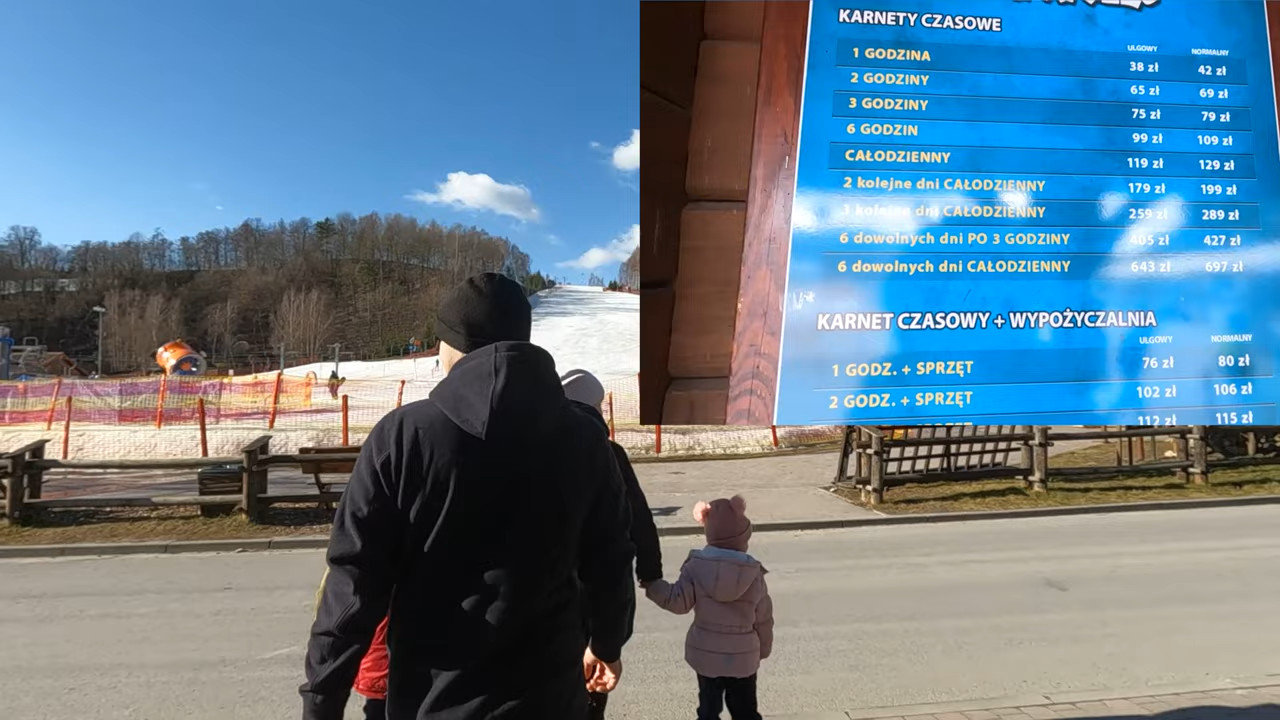 KARNETY CZASOWE
ULGOWY NORMALNY
1 GODZINA 38 zł 42 zł
2 GODZINY 65 zł 69 zł
3 GODZINY 75 zł 79 zł
6 GODZIN 99 zł 109 zł
CAŁODZIENNY 119 zł 129 zł
2 kolejne dni CAŁODZIENNY 179 zł 199 zł
3 kolejne dni CAŁODZIENNY 259 zł 289 zł
6 dowolnych dni PO 3 GODZINY 405 zł 427 zł
6 dowolnych dni CAŁODZIENNY 643 zł 697 zł
KARNET CZASOWY + WYPOŻYCZALNIA
ULGOWY NORMALNY
1 GODZ. + SPRZĘT 76 zł 80 zł
2 GODZ. + SPRZĘT 102 zł 106 zł
112 zł 115 zł